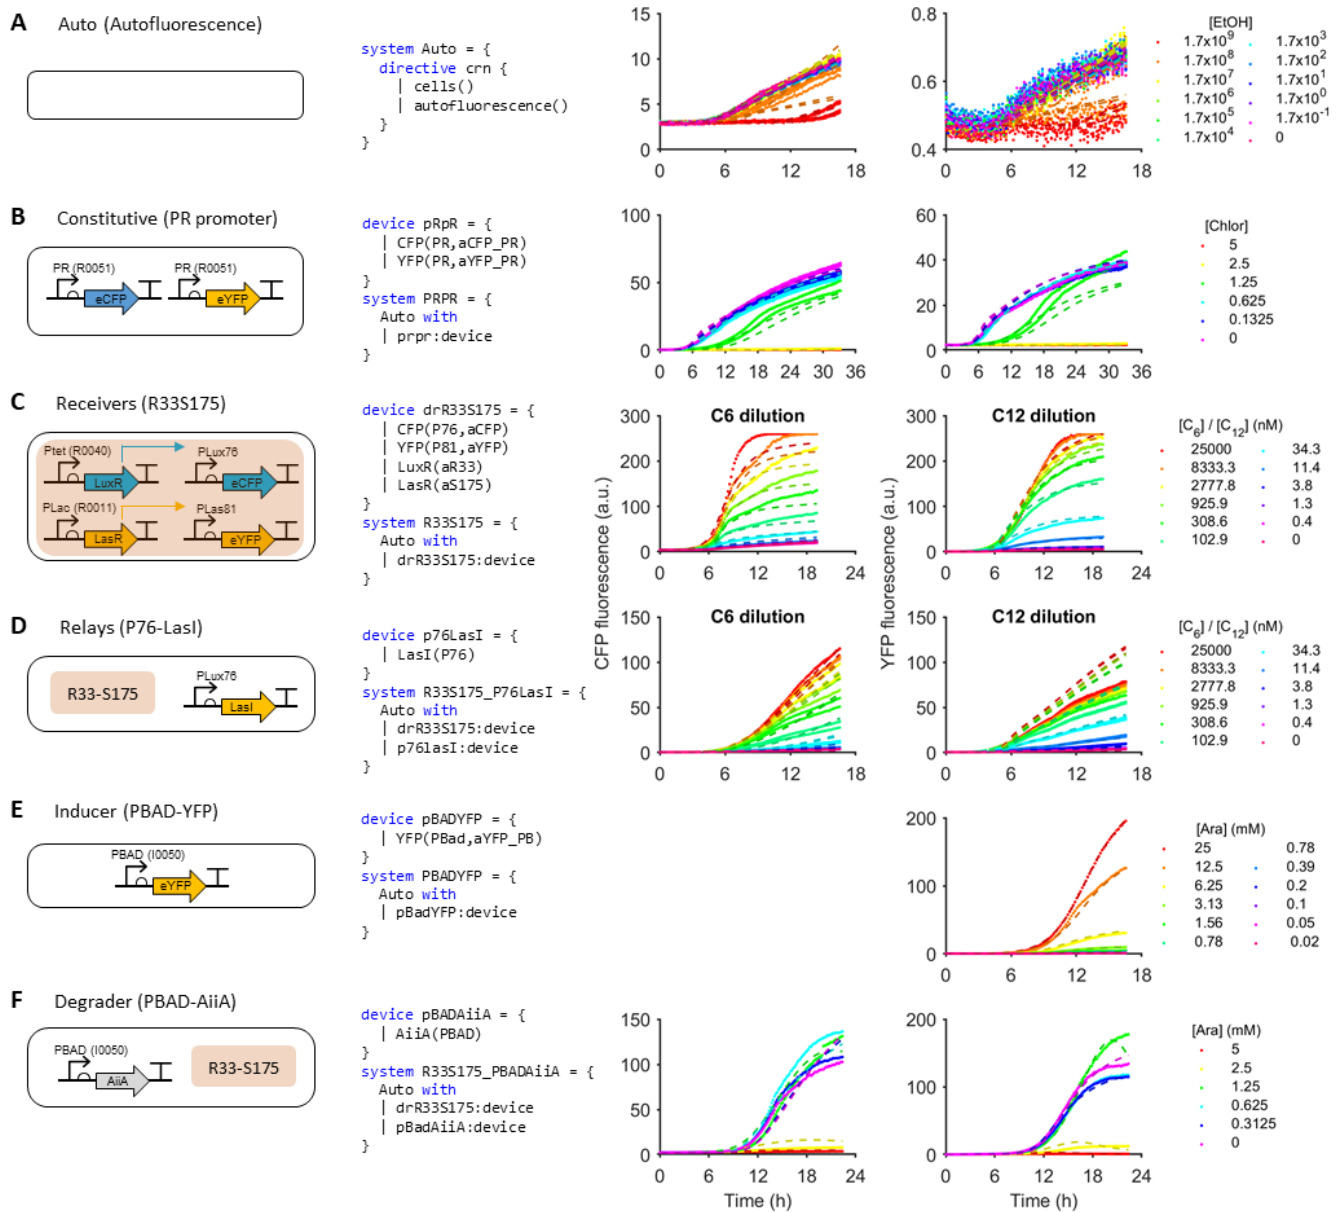 A Auto (Autofluorescence)
system Auto = {
directive crn {
| cells()
| autofluorescence()
}
}
15
10
5
0
0 6 12 18
0.8
0.6
0.4
0 6 12 18
[EtOH]
1.7x10^9 1.7x10^3
1.7x10^8 1.7x10^2
1.7x10^7 1.7x10^1
1.7x10^6 1.7x10^0
1.7x10^5 1.7x10^-1
1.7x10^4 0
B Constitutive (PR promoter)
PR (R0051) PR (R0051)
eCFP eYFP
device pRpR = {
| CFP(PR,aCFP_PR)
| YFP(PR,aYFP_PR)
}
system PRPR = {
Auto with
| prpr:device
}
100
50
0
0 6 12 18 24 30 36
60
40
20
0
0 6 12 18 24 30 36
[Chlor]
5
2.5
1.25
0.625
0.1325
0
C Receivers (R33S175)
Ptet (R0040) PLux76
LuxR eCFP
PLac (R0011) PLas81
LasR eYFP
device drR33S175 = {
| CFP(P76,aCFP)
| YFP(P81,aYFP)
| LuxR(aR33)
| LasR(aS175)
}
system R33S175 = {
Auto with
| drR33S175:device
}
CFP fluorescence (a.u.)
C6 dilution
300
200
100
0
0 6 12 18 24
YFP fluorescence (a.u.)
C12 dilution
300
200
100
0
0 6 12 18 24
[C6] / [C12] (nM)
25000 34.3
8333.3 11.4
2777.8 3.8
925.9 1.3
308.6 0.4
102.9 0
D Relays (P76-LasI)
R33-S175
PLux76
LasI
device p76LasI = {
| LasI(P76)
}
system R33S175_P76LasI = {
Auto with
| drR33S175:device
| p76lasI:device
}
C6 dilution
150
100
50
0
0 6 12 18
C12 dilution
150
100
50
0
0 6 12 18
[C6] / [C12] (nM)
25000 34.3
8333.3 11.4
2777.8 3.8
925.9 1.3
308.6 0.4
102.9 0
E Inducer (PBAD-YFP)
PBAD (I0050)
eYFP
device pBADYFP = {
| YFP(PBad,aYFP_PB)
}
system PBADYFP = {
Auto with
| pBadYFP:device
}
200
100
0
0 6 12 18
[Ara] (mM)
25 0.78
12.5 0.39
6.25 0.2
3.13 0.1
1.56 0.05
0.78 0.02
F Degrader (PBAD-AiiA)
PBAD (I0050)
AiiA
R33-S175
device pBADAiiA = {
| AiiA(PBAD)
}
system R33S175_PBADAiiA = {
Auto with
| drR33S175:device
| pBadAiiA:device
}
150
100
50
0
0 6 12 18 24
Time (h)
200
100
0
0 6 12 18 24
Time (h)
[Ara] (mM)
5
2.5
1.25
0.625
0.3125
0